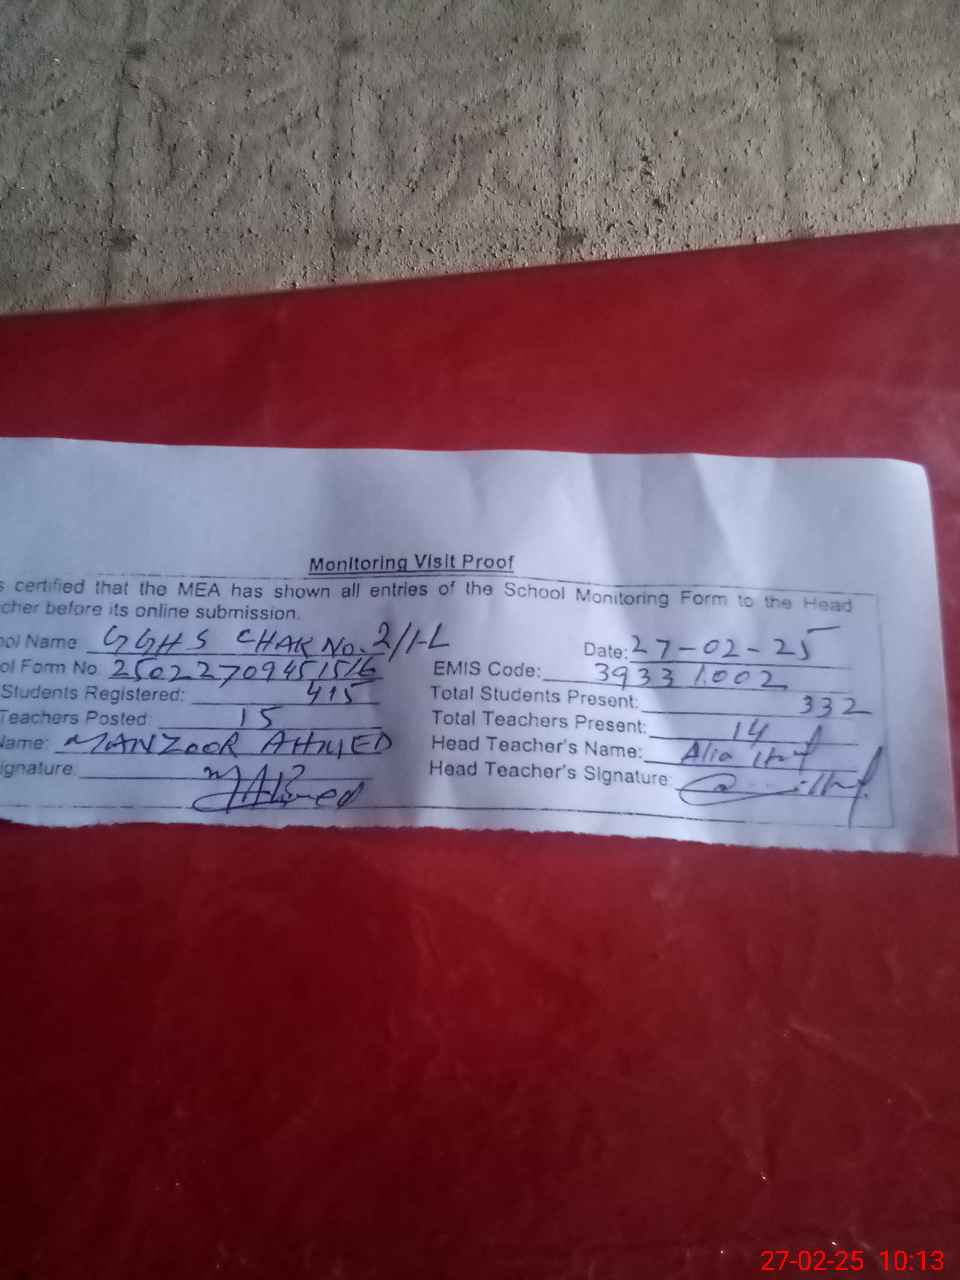 Monitoring Visit Proof
s certified that the MEA has shown all entries of the School Monitoring Form to the Head
cher before its online submission.
ool Name GGHS CHAK No. 2/1-L Date: 27-02-25
ol Form No. 25022709451516 EMIS Code: 39331002
Students Registered: 415 Total Students Present: 332
Teachers Posted: 15 Total Teachers Present: 14
Name: MANZOOR AHMED Head Teacher's Name: Alia
ignature Head Teacher's Signature
27-02-25 10:13